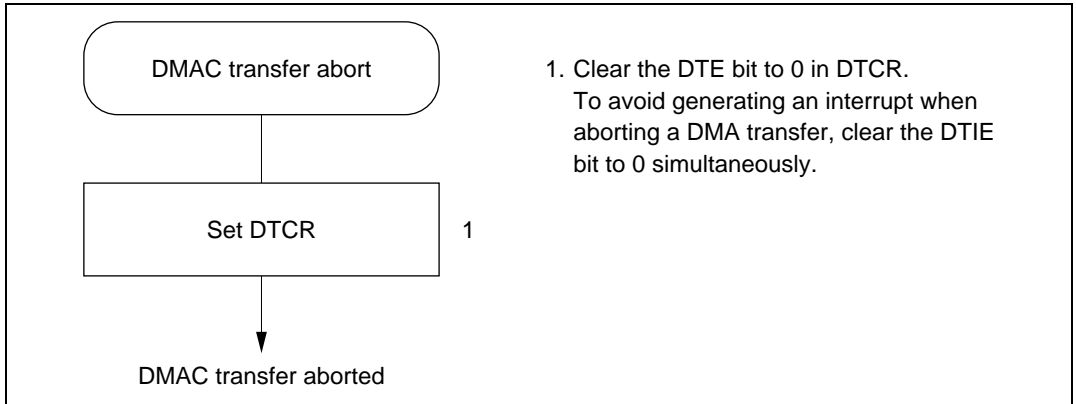 DMAC transfer abort
1. Clear the DTE bit to 0 in DTCR.
To avoid generating an interrupt when
aborting a DMA transfer, clear the DTIE
bit to 0 simultaneously.
Set DTCR
1
DMAC transfer aborted